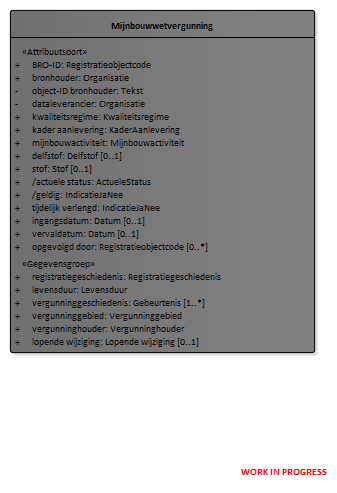 Mijnbouwwetvergunning
«Attribuutsoort»
+ BRO-ID: Registratieobjectcode
+ bronhouder: Organisatie
- object-ID bronhouder: Tekst
- dataleverancier: Organisatie
+ kwaliteitsregime: Kwaliteitsregime
+ kader aanlevering: KaderAanlevering
+ mijnbouwactiviteit: Mijnbouwactiviteit
+ delfstof: Delfstof [0..1]
+ stof: Stof [0..1]
+ /actuele status: ActueleStatus
+ /geldig: IndicatieJaNee
+ tijdelijk verlengd: IndicatieJaNee
+ ingangsdatum: Datum [0..1]
+ vervaldatum: Datum [0..1]
+ opgevolgd door: Registratieobjectcode [0..*]
«Gegevensgroep»
+ registratiegeschiedenis: Registratiegeschiedenis
+ levensduur: Levensduur
+ vergunninggeschiedenis: Gebeurtenis [1..*]
+ vergunninggebied: Vergunninggebied
+ vergunninghouder: Vergunninghouder
+ lopende wijziging: Lopende wijziging [0..1]
WORK IN PROGRESS